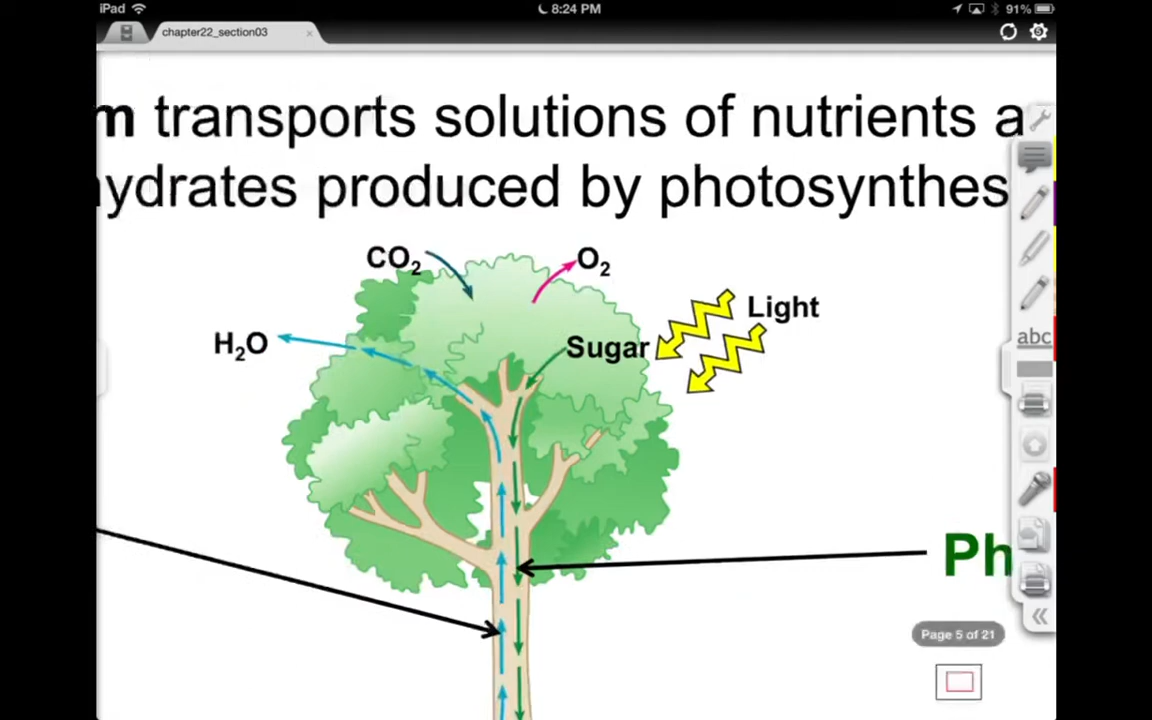 iPad 8:24 PM 91%
chapter22_section03 ×
m transports solutions of nutrients a
hydrates produced by photosynthes
CO₂ O₂
Light
H₂O
Sugar
abc
Ph
Page 5 of 21